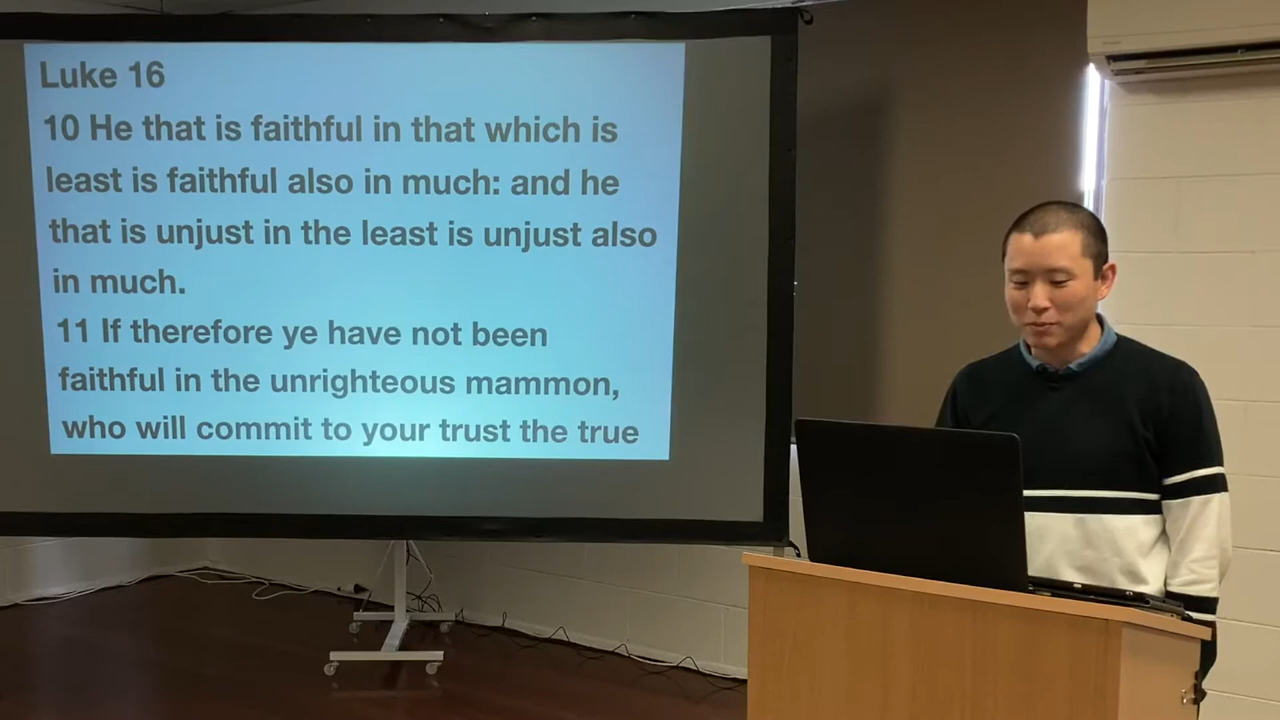 Luke 16
10 He that is faithful in that which is
least is faithful also in much: and he
that is unjust in the least is unjust also
in much.
11 If therefore ye have not been
faithful in the unrighteous mammon,
who will commit to your trust the true